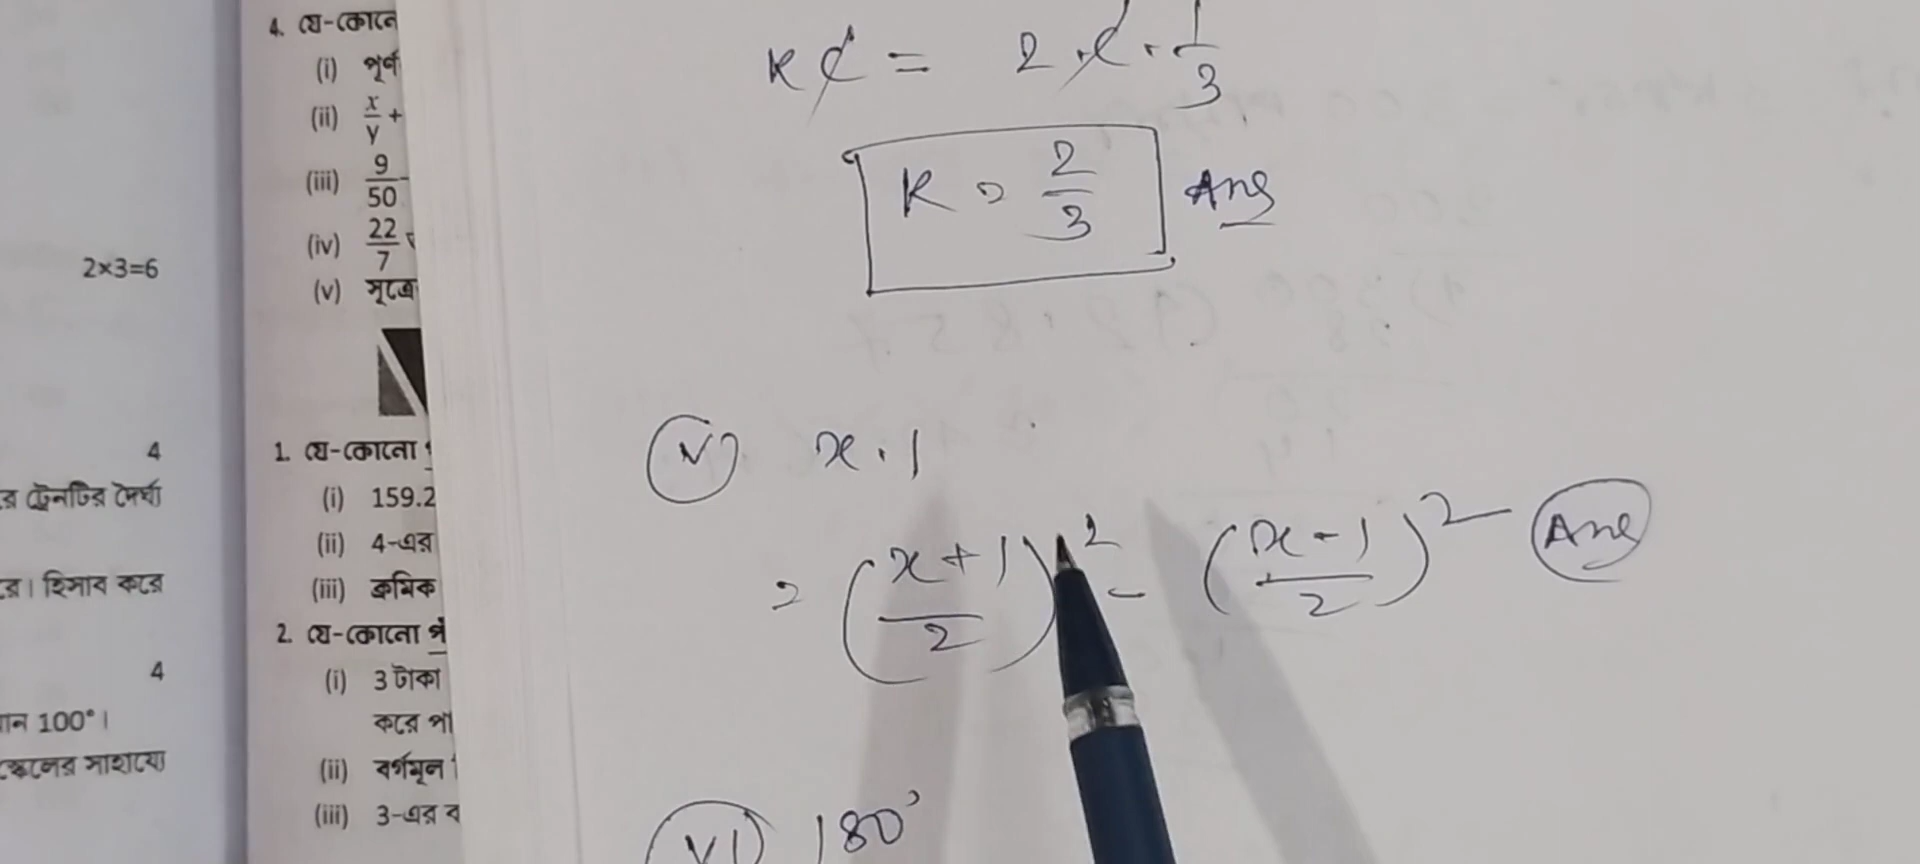 2×3=6
4
র ট্রেনটির দৈর্ঘ্য
রে। হিসাব করে
4
মান 100°।
স্কেলের সাহায্যে
4. যে-কোনো
(i) পূর্ণ
(ii) x/y +
(iii) 9/50 -
(iv) 22/7
(v) সূত্রে
1. যে-কোনো
(i) 159.2
(ii) 4-এর
(iii) ক্রমিক
2. যে-কোনো
(i) 3 টাকা
করে পা
(ii) বর্গমূল
(iii) 3-এর ব
K ȼ = 2 . ȼ . 1/3
K = 2/3 Ans
(V) x . 1
= ((x+1)/2)² - ((x-1)/2)² Ans
(VI) 180°